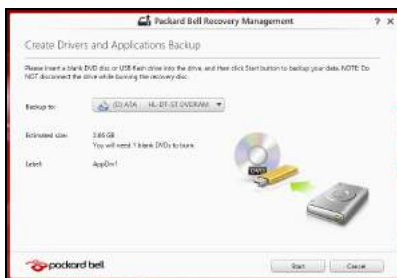 Packard Bell Recovery Management ? ×
Create Drivers and Applications Backup
Please insert a blank DVD disc or USB flash drive into the drive, and then click Start button to backup your data. NOTE: Do
NOT disconnect the drive while burning the recovery disc.
Backup to: (D:) ATA HL-DT-ST DVDRAM
Estimated size: 2.86 GB
You will need 1 blank DVDs to burn.
Label: AppDrv1
DVD
packard bell Start Cancel